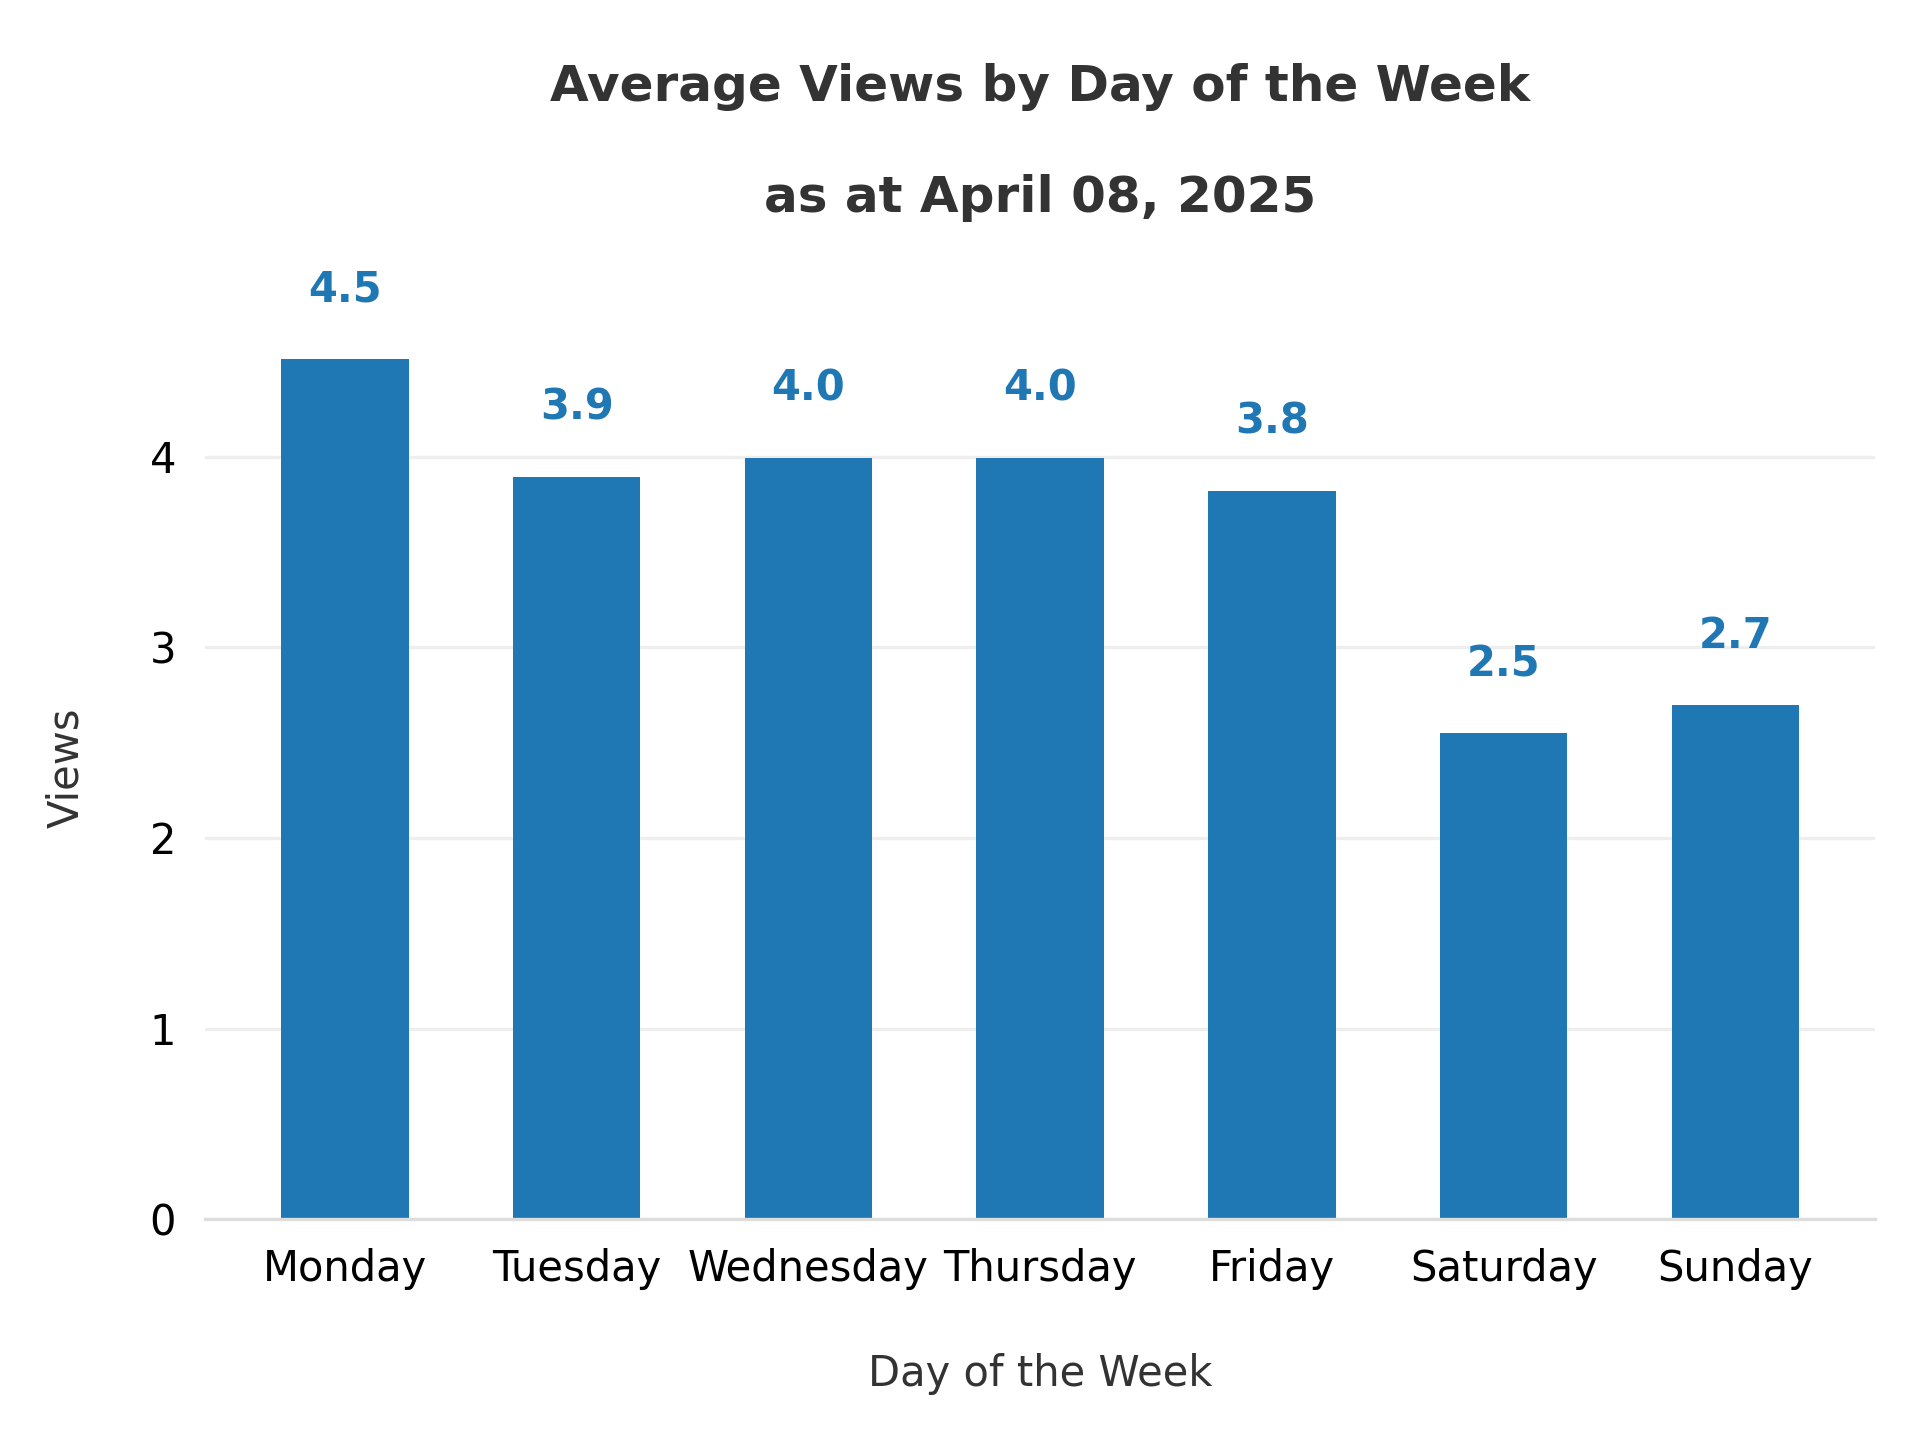 Average Views by Day of the Week
as at April 08, 2025
4.5
3.9
4.0
4.0
3.8
2.5
2.7
4
3
2
1
0
Views
Monday Tuesday Wednesday Thursday Friday Saturday Sunday
Day of the Week